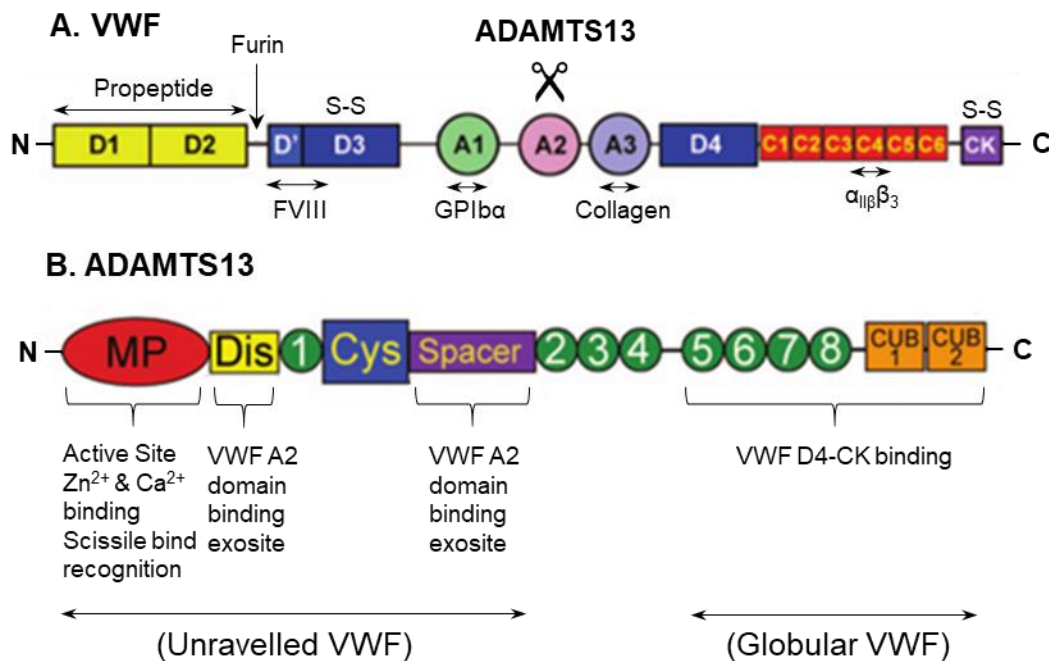 A. VWF
ADAMTS13
Furin
Propeptide
S-S
S-S
N
D1
D2
D'
D3
A1
A2
A3
D4
C1
C2
C3
C4
C5
C6
CK
C
FVIII
GPIbα
Collagen
αIIββ3
B. ADAMTS13
N
MP
Dis
1
Cys
Spacer
2
3
4
5
6
7
8
CUB
1
CUB
2
C
Active Site
Zn2+ & Ca2+
binding
Scissile bind
recognition
VWF A2
domain
binding
exosite
VWF A2
domain
binding
exosite
VWF D4-CK binding
(Unravelled VWF)
(Globular VWF)